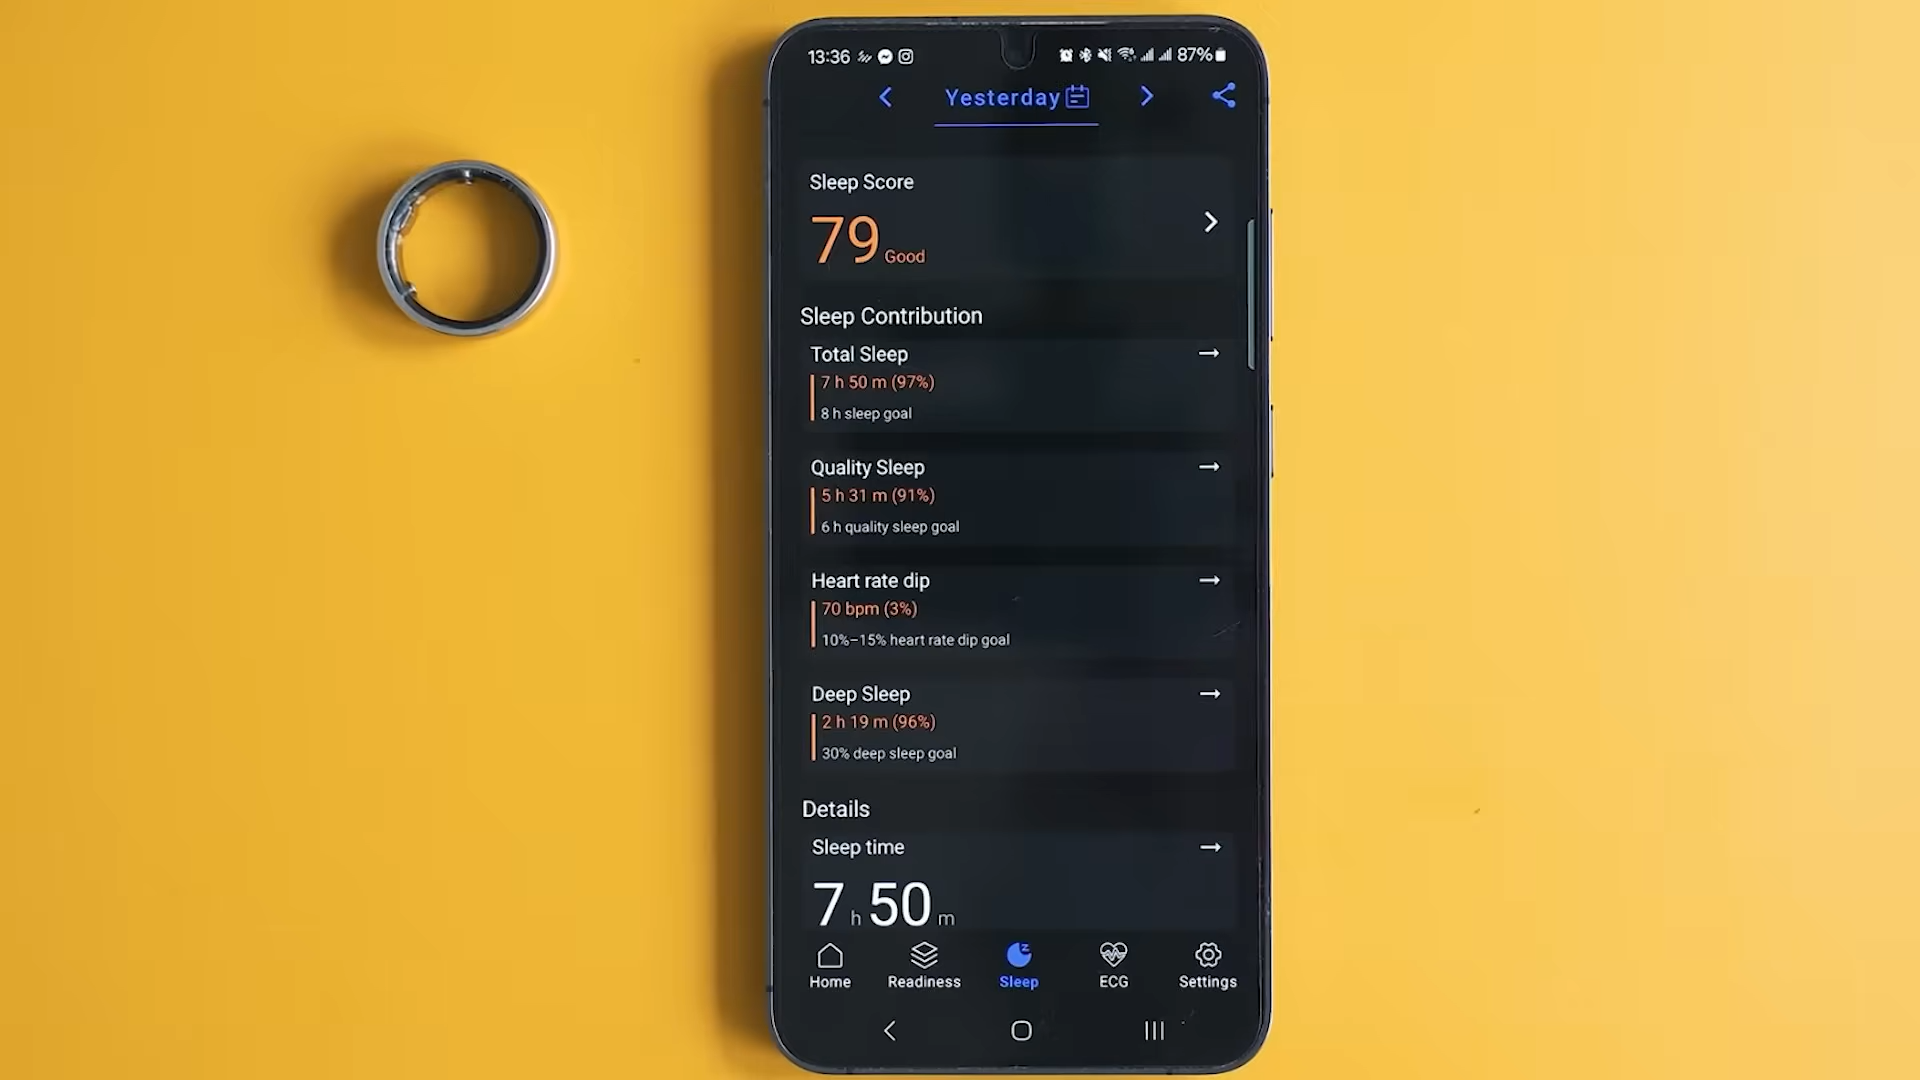 13:36 87%
Yesterday
Sleep Score
79 Good
Sleep Contribution
Total Sleep
7 h 50 m (97%)
8 h sleep goal
Quality Sleep
5 h 31 m (91%)
6 h quality sleep goal
Heart rate dip
70 bpm (3%)
10%–15% heart rate dip goal
Deep Sleep
2 h 19 m (96%)
30% deep sleep goal
Details
Sleep time
7 h 50 m
Home Readiness Sleep ECG Settings